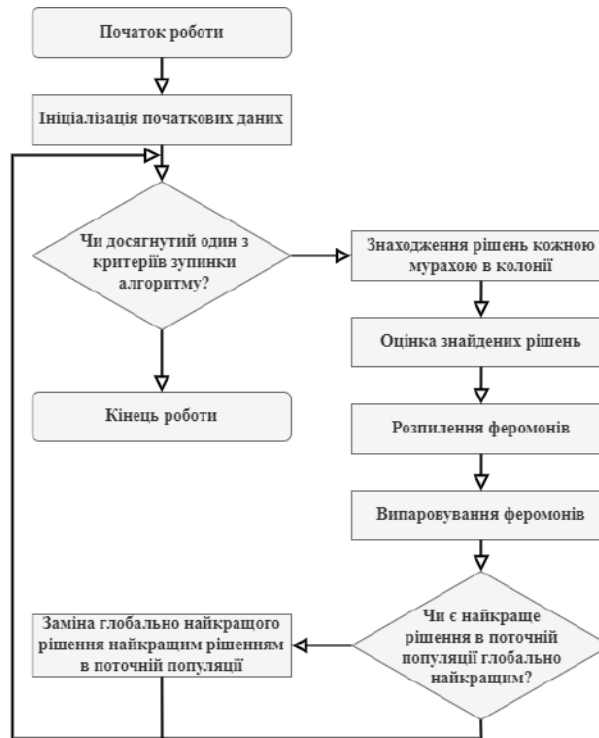 Початок роботи
Ініціалізація початкових даних
Чи досягнутий один з
критеріїв зупинки
алгоритму?
Кінець роботи
Знаходження рішень кожною
мурахою в колонії
Оцінка знайдених рішень
Розпилення феромонів
Випаровування феромонів
Чи є найкраще
рішення в поточній
популяції глобально
найкращим?
Заміна глобально найкращого
рішення найкращим рішенням
в поточній популяції